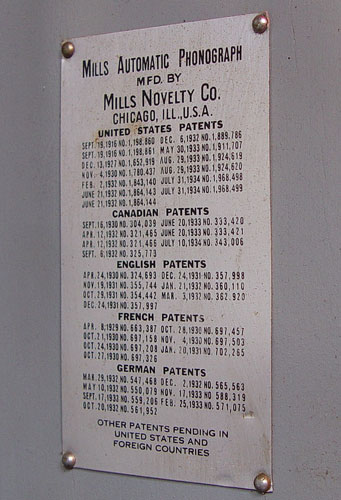 MILLS AUTOMATIC PHONOGRAPH
MFD. BY
MILLS NOVELTY CO.
CHICAGO, ILL., U.S.A.
UNITED STATES PATENTS
SEPT. 19, 1916 NO. 1,198,860 DEC. 6, 1932 NO. 1,889,786
SEPT. 19, 1916 NO. 1,198,861 MAY 30, 1933 NO. 1,911,707
DEC. 13, 1927 NO. 1,652,919 AUG. 29, 1933 NO. 1,924,619
NOV. 4, 1930 NO. 1,780,437 AUG. 29, 1933 NO. 1,924,620
FEB. 2, 1932 NO. 1,843,140 JULY 31, 1934 NO. 1,968,498
JUNE 21, 1932 NO. 1,864,143 JULY 31, 1934 NO. 1,968,499
JUNE 21, 1932 NO. 1,864,144
CANADIAN PATENTS
SEPT. 16, 1930 NO. 304,039 JUNE 20, 1933 NO. 333,420
APR. 12, 1932 NO. 321,465 JUNE 20, 1933 NO. 333,421
APR. 12, 1932 NO. 321,466 JULY 10, 1934 NO. 343,006
SEPT. 6, 1932 NO. 325,773
ENGLISH PATENTS
APR. 24, 1930 NO. 324,693 DEC. 24, 1931 NO. 357,998
NOV. 19, 1931 NO. 355,744 JAN. 21, 1932 NO. 360,110
OCT. 29, 1931 NO. 354,442 MAR. 3, 1932 NO. 362,920
DEC. 24, 1931 NO. 357,997
FRENCH PATENTS
APR. 8, 1929 NO. 663,387 OCT. 28, 1930 NO. 697,457
OCT. 21, 1930 NO. 697,158 NOV. 4, 1930 NO. 697,503
OCT. 24, 1930 NO. 697,208 JAN. 20, 1931 NO. 702,265
OCT. 27, 1930 NO. 697,326
GERMAN PATENTS
MAR. 29, 1932 NO. 547,468 DEC. 2, 1932 NO. 565,563
MAY 10, 1932 NO. 550,079 NOV. 17, 1933 NO. 588,319
SEPT. 17, 1933 NO. 559,206 FEB. 25, 1933 NO. 571,075
OCT. 20, 1932 NO. 561,952
OTHER PATENTS PENDING IN
UNITED STATES AND
FOREIGN COUNTRIES